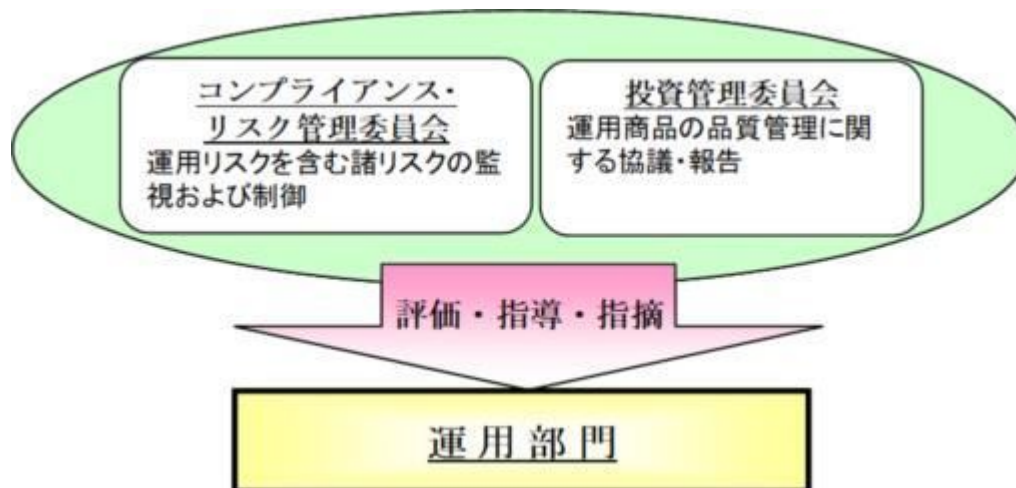 コンプライアンス・
リスク管理委員会
運用リスクを含む諸リスクの監
視および制御
投資管理委員会
運用商品の品質管理に関
する協議・報告
評価・指導・指摘
運用部門